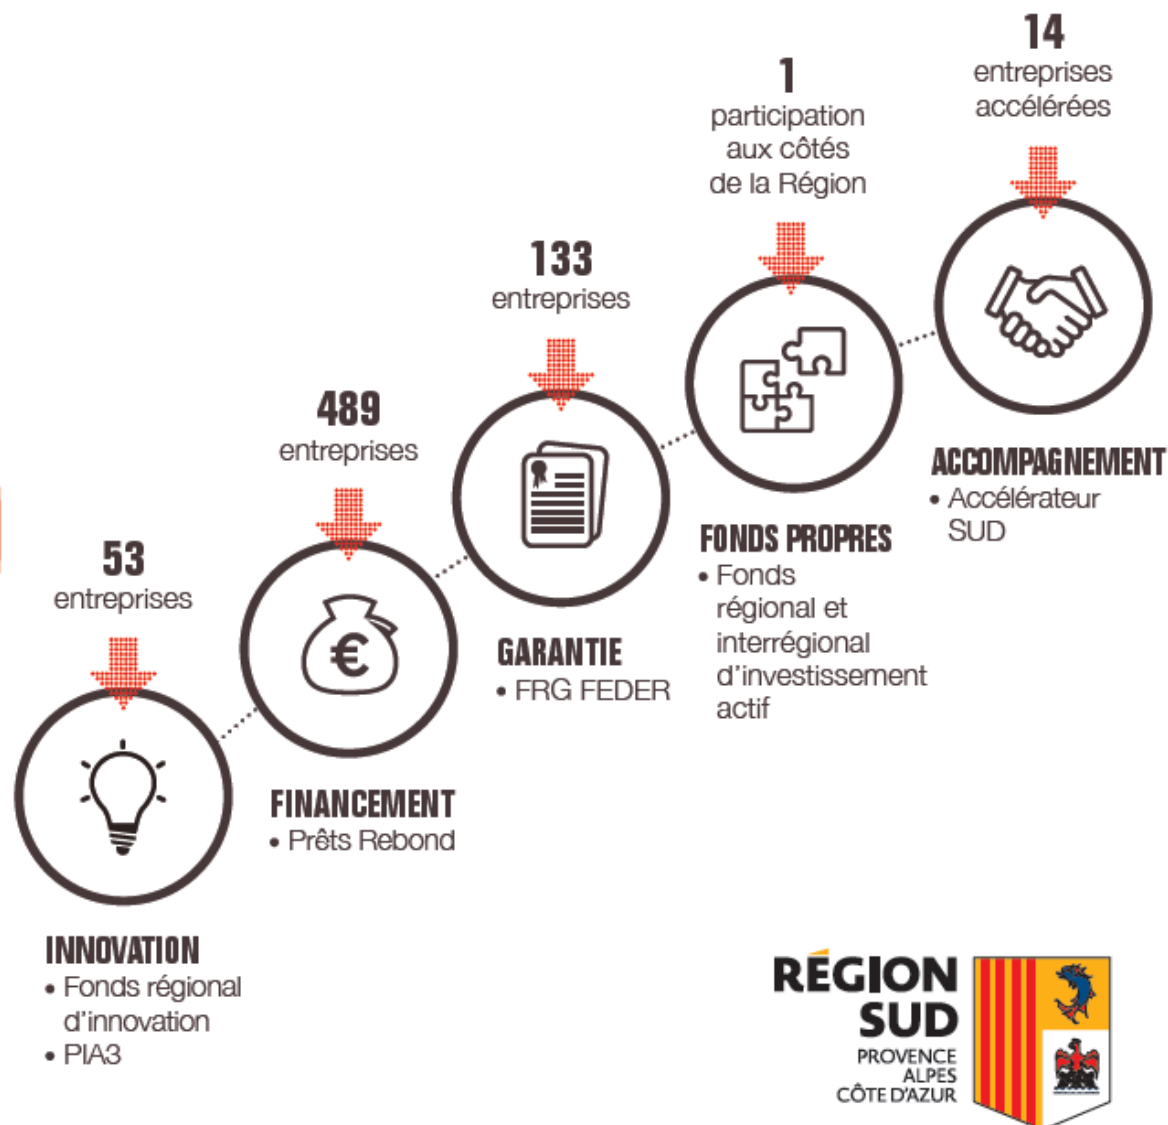 53
entreprises
INNOVATION
• Fonds régional
d'innovation
• PIA3
489
entreprises
€
FINANCEMENT
• Prêts Rebond
133
entreprises
GARANTIE
• FRG FEDER
1
participation
aux côtés
de la Région
FONDS PROPRES
• Fonds
régional et
interrégional
d'investissement
actif
14
entreprises
accélérées
ACCOMPAGNEMENT
• Accélérateur
SUD
RÉGION
SUD
PROVENCE
ALPES
CÔTE D'AZUR